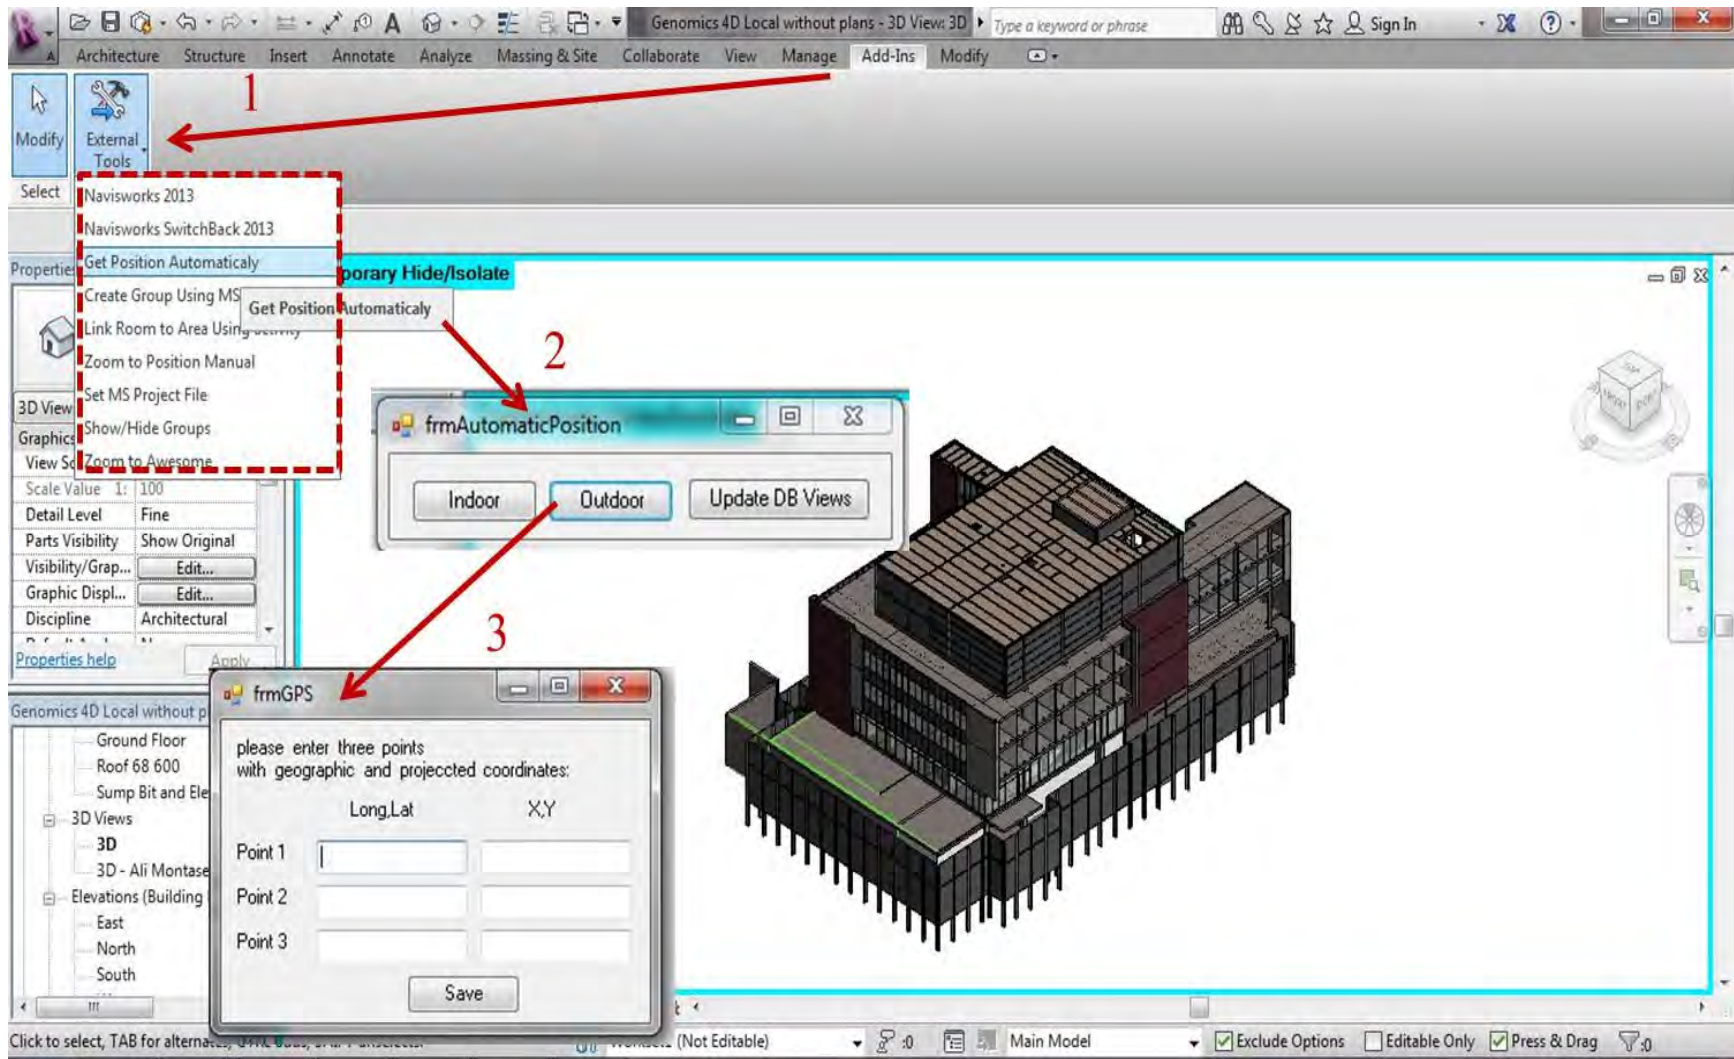 Genomics 4D Local without plans - 3D View: 3D
Type a keyword or phrase
Sign In
Architecture Structure Insert Annotate Analyze Massing & Site Collaborate View Manage Add-Ins Modify
1
Modify
External
Tools
Select
Navisworks 2013
Navisworks SwitchBack 2013
Get Position Automaticaly
Create Group Using MS
Link Room to Area Using
Zoom to Position Manual
Set MS Project File
Show/Hide Groups
Zoom to Awesome
Get Position Automaticaly
porary Hide/Isolate
2
frmAutomaticPosition
Indoor Outdoor Update DB Views
Propertie
3D View
Graphics
View Sc
Scale Value 1: 100
Detail Level Fine
Parts Visibility Show Original
Visibility/Grap... Edit...
Graphic Displ... Edit...
Discipline Architectural
Properties help Apply
3
Genomics 4D Local without p
Ground Floor
Roof 68 600
Sump Bit and Ele
3D Views
3D
3D - Ali Montase
Elevations (Building
East
North
South
frmGPS
please enter three points
with geographic and projeccted coordinates:
Long,Lat X,Y
Point 1
Point 2
Point 3
Save
Click to select, TAB for alternates,
(Not Editable)
:0
Main Model
Exclude Options
Editable Only
Press & Drag
:0